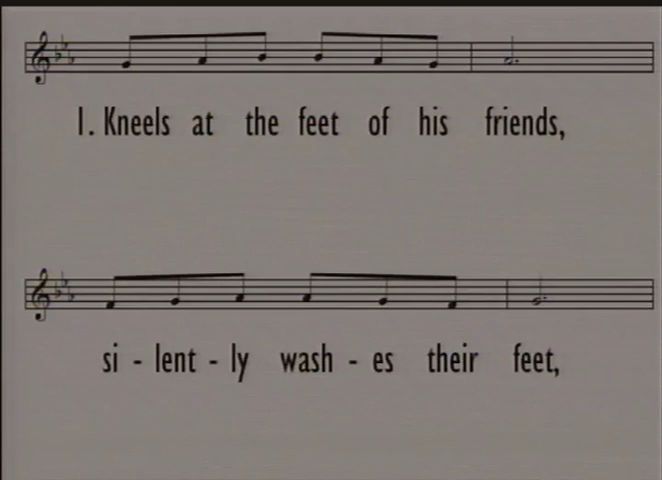 1. Kneels at the feet of his friends,
si - lent - ly wash - es their feet,